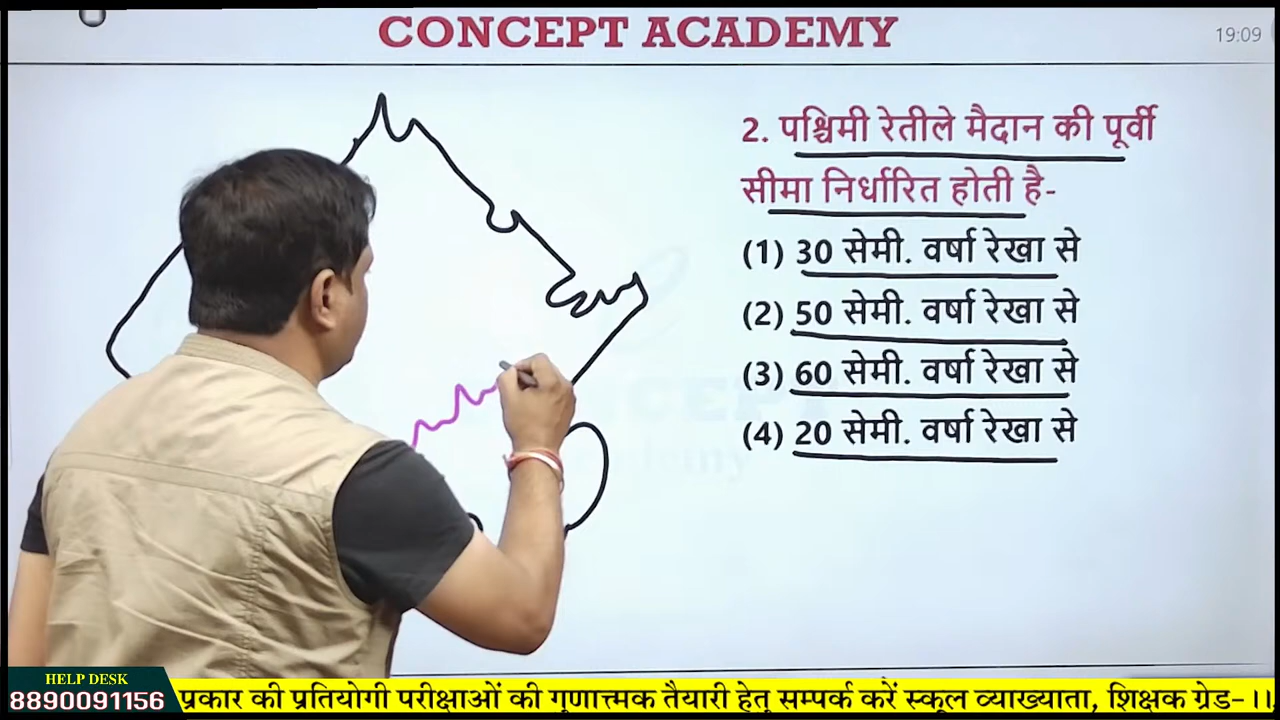 CONCEPT ACADEMY
19:09
2. पश्चिमी रेतीले मैदान की पूर्वी
सीमा निर्धारित होती है-
(1) 30 सेमी. वर्षा रेखा से
(2) 50 सेमी. वर्षा रेखा से
(3) 60 सेमी. वर्षा रेखा से
(4) 20 सेमी. वर्षा रेखा से
HELP DESK
8890091156
प्रकार की प्रतियोगी परीक्षाओं की गुणात्त्मक तैयारी हेतु सम्पर्क करें स्कूल व्याख्याता, शिक्षक ग्रेड-।।,